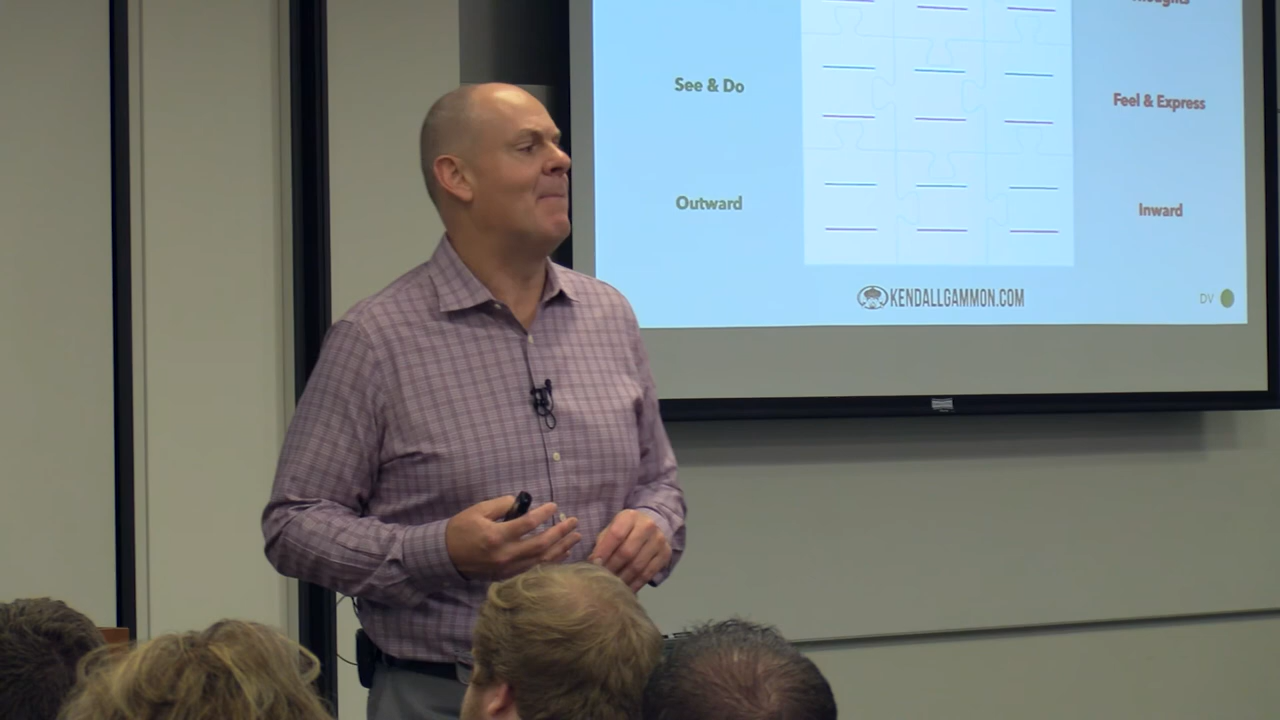 See & Do
Feel & Express
Outward
Inward
KENDALLGAMMON.COM
DV